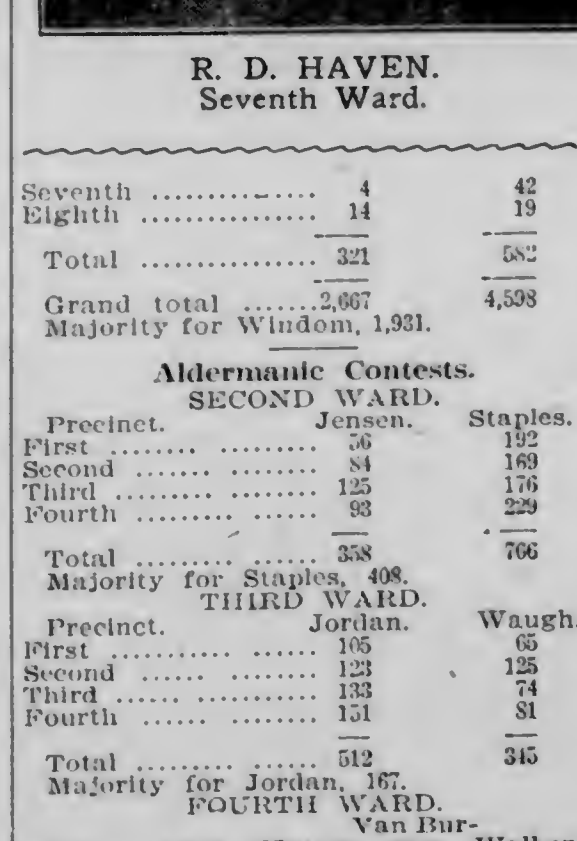 R. D. HAVEN.
Seventh Ward.
Seventh ................ 4 42
Eighth ................ 14 19
Total ................ 321 582
Grand total .......2,667 4,598
Majority for Windom, 1,931.
Aldermanic Contests.
SECOND WARD.
Precinct. Jensen. Staples.
First ........ ......... 56 192
Second ....... ........ 84 169
Third ......... ........ 125 176
Fourth ......... ...... 93 229
Total ......... ...... 358 766
Majority for Staples, 408.
THIRD WARD.
Precinct. Jordan. Waugh.
First ........... ...... 105 65
Second ...... ......... 123 125
Third ...... ........... 133 74
Fourth ...... ......... 151 81
Total ......... ...... 512 345
Majority for Jordan, 167.
FOURTH WARD.
Van Bur-